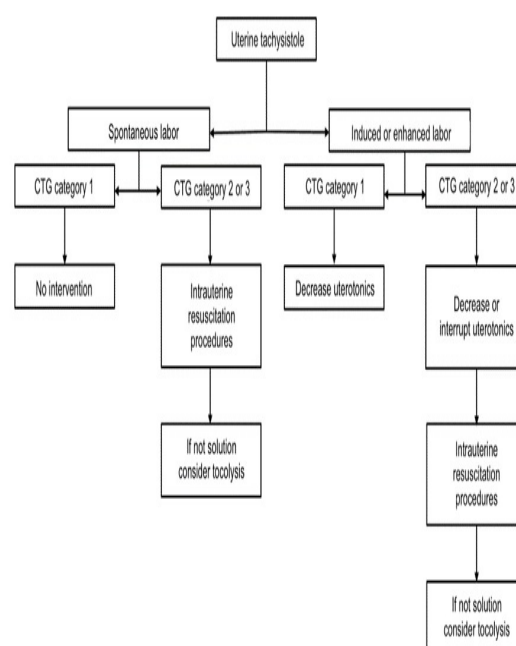 Uterine tachysistole
Spontaneous labor
Induced or enhanced labor
CTG category 1
CTG category 2 or 3
CTG category 1
CTG category 2 or 3
No intervention
Intrauterine
resuscitation
procedures
Decrease uterotonics
Decrease or
interrupt uterotonics
If not solution
consider tocolysis
Intrauterine
resuscitation
procedures
If not solution
consider tocolysis